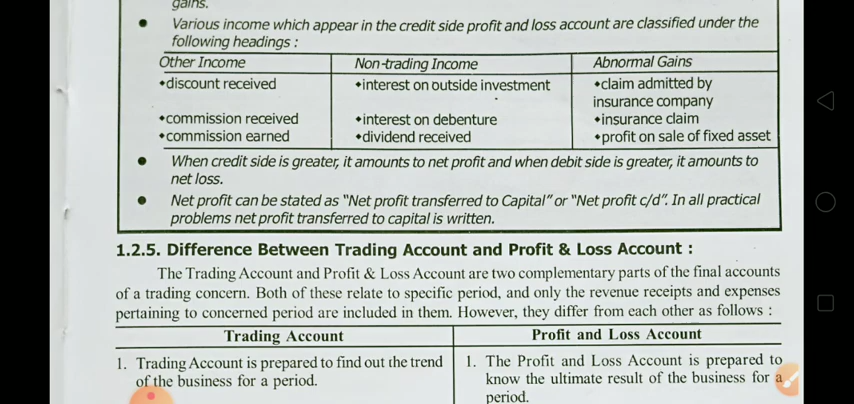 gains.
• Various income which appear in the credit side profit and loss account are classified under the
following headings :
Other Income Non-trading Income Abnormal Gains
•discount received •interest on outside investment •claim admitted by
insurance company
•commission received •interest on debenture •insurance claim
•commission earned •dividend received •profit on sale of fixed asset
• When credit side is greater, it amounts to net profit and when debit side is greater, it amounts to
net loss.
• Net profit can be stated as "Net profit transferred to Capital" or "Net profit c/d". In all practical
problems net profit transferred to capital is written.
1.2.5. Difference Between Trading Account and Profit & Loss Account :
The Trading Account and Profit & Loss Account are two complementary parts of the final accounts
of a trading concern. Both of these relate to specific period, and only the revenue receipts and expenses
pertaining to concerned period are included in them. However, they differ from each other as follows :
Trading Account Profit and Loss Account
1. Trading Account is prepared to find out the trend
of the business for a period.
1. The Profit and Loss Account is prepared to
know the ultimate result of the business for a
period.